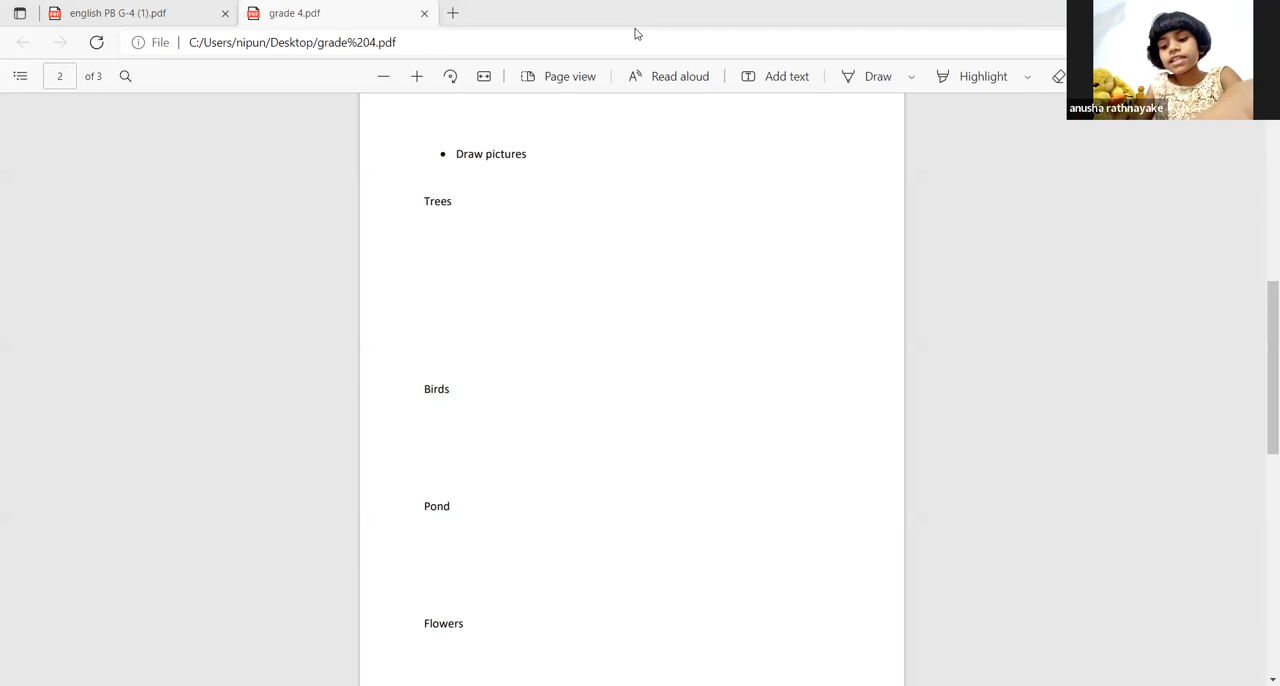 english PB G-4 (1).pdf
grade 4.pdf
File
C:/Users/nipun/Desktop/grade%204.pdf
2 of 3
Page view
Read aloud
Add text
Draw
Highlight
anusha rathnayake
• Draw pictures
Trees
Birds
Pond
Flowers